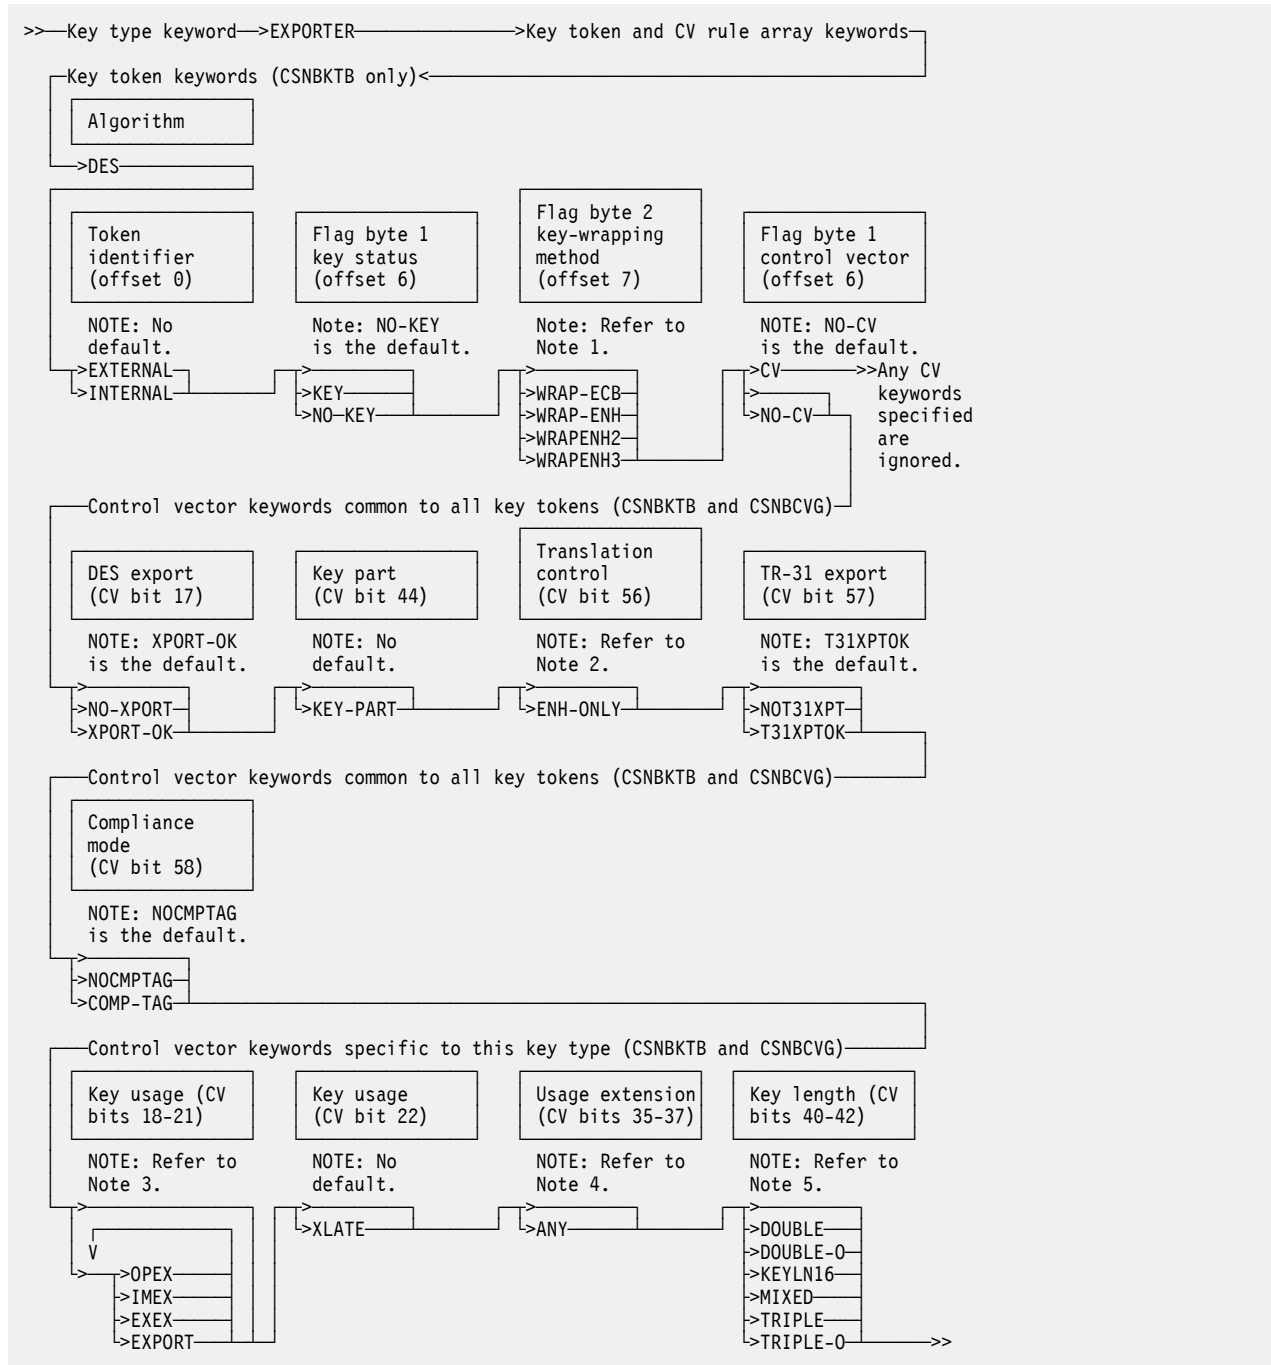 >>—Key type keyword—>EXPORTER———————>Key token and CV rule array keywords
Key token keywords (CSNBKTB only)<
Algorithm
>DES
Token identifier (offset 0)
Flag byte 1 key status (offset 6)
Flag byte 2 key-wrapping method (offset 7)
Flag byte 1 control vector (offset 6)
NOTE: No default.
Note: NO-KEY is the default.
Note: Refer to Note 1.
NOTE: NO-CV is the default.
>EXTERNAL
>INTERNAL
>
>KEY
>NO-KEY
>
>WRAP-ECB
>WRAP-ENH
>WRAPENH2
>WRAPENH3
>CV———>>Any CV keywords specified are ignored.
>
>NO-CV
Control vector keywords common to all key tokens (CSNBKTB and CSNBCVG)
DES export (CV bit 17)
Key part (CV bit 44)
Translation control (CV bit 56)
TR-31 export (CV bit 57)
NOTE: XPORT-OK is the default.
NOTE: No default.
NOTE: Refer to Note 2.
NOTE: T31XPTOK is the default.
>
>NO-XPORT
>XPORT-OK
>
>KEY-PART
>
>ENH-ONLY
>
>NOT31XPT
>T31XPTOK
Control vector keywords common to all key tokens (CSNBKTB and CSNBCVG)
Compliance mode (CV bit 58)
NOTE: NOCMPTAG is the default.
>
>NOCMPTAG
>COMP-TAG
Control vector keywords specific to this key type (CSNBKTB and CSNBCVG)
Key usage (CV bits 18-21)
Key usage (CV bit 22)
Usage extension (CV bits 35-37)
Key length (CV bits 40-42)
NOTE: Refer to Note 3.
NOTE: No default.
NOTE: Refer to Note 4.
NOTE: Refer to Note 5.
>
V
>
>OPEX
>IMEX
>EXEX
>EXPORT
>
>XLATE
>
>ANY
>
>DOUBLE
>DOUBLE-O
>KEYLN16
>MIXED
>TRIPLE
>TRIPLE-O———>>